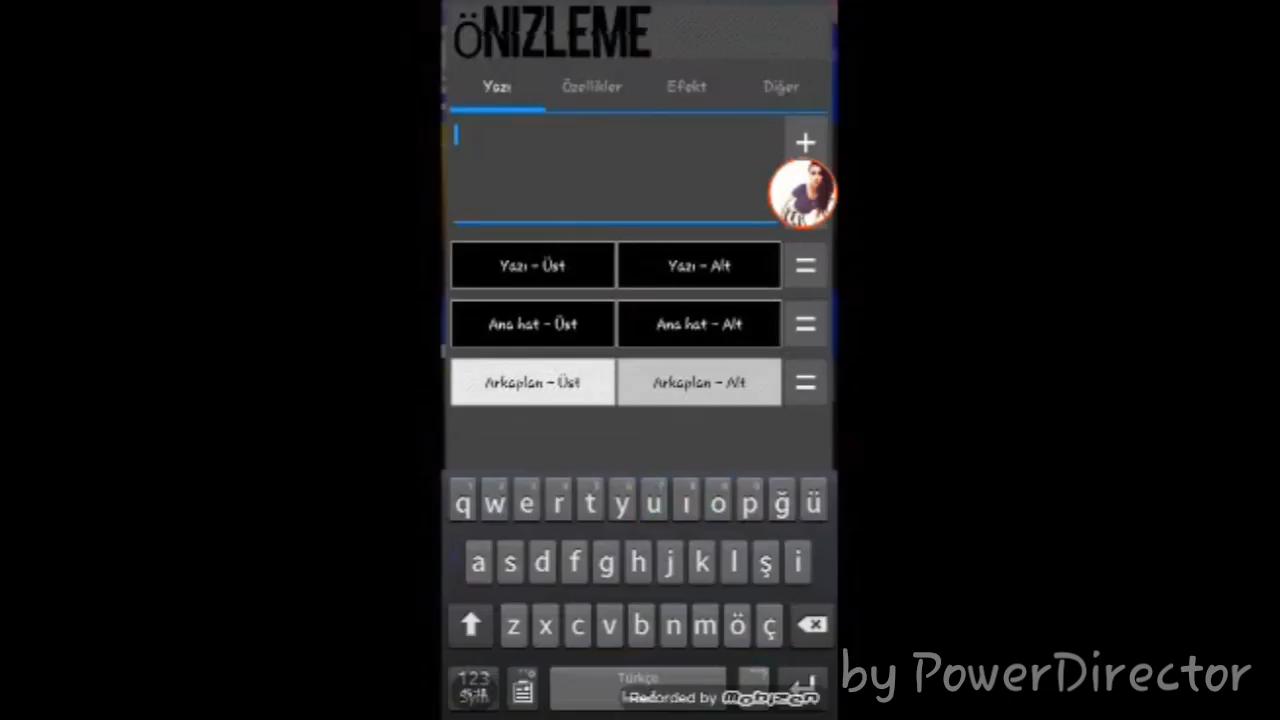 öNIZLEME
Yazı Özellikler Efekt Diğer
+
Yazı - Üst Yazı - Alt =
Ana hat - Üst Ana hat - Alt =
Arkaplan - Üst Arkaplan - Alt =
q w e r t y u ı o p ğ ü
a s d f g h j k l ş i
z x c v b n m ö ç
123
Türkçe
Recorded by mobizen
by PowerDirector